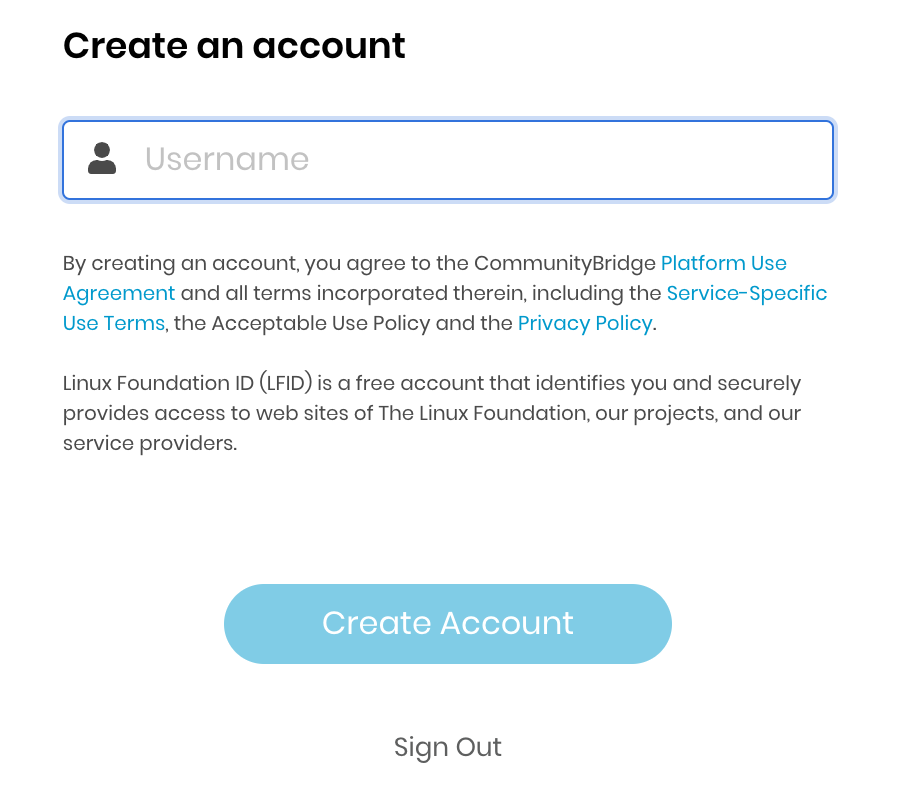 Create an account
Username
By creating an account, you agree to the CommunityBridge Platform Use
Agreement and all terms incorporated therein, including the Service-Specific
Use Terms, the Acceptable Use Policy and the Privacy Policy.
Linux Foundation ID (LFID) is a free account that identifies you and securely
provides access to web sites of The Linux Foundation, our projects, and our
service providers.
Create Account
Sign Out